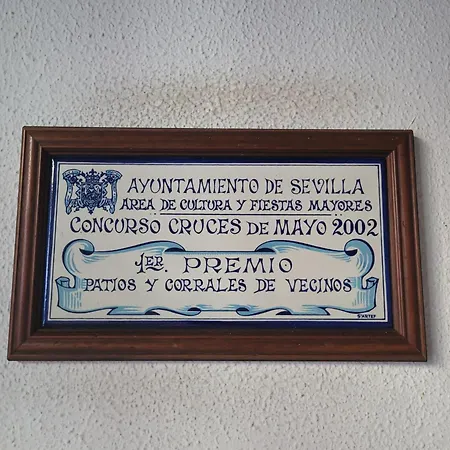 AYUNTAMIENTO DE SEVILLA
AREA DE CULTURA Y FIESTAS MAYORES
CONCURSO CRUCES DE MAYO 2002
1ER. PREMIO
PATIOS Y CORRALES DE VECINOS